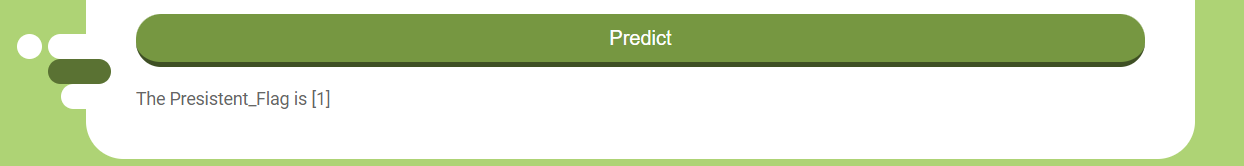 Predict
The Presistent_Flag is [1]